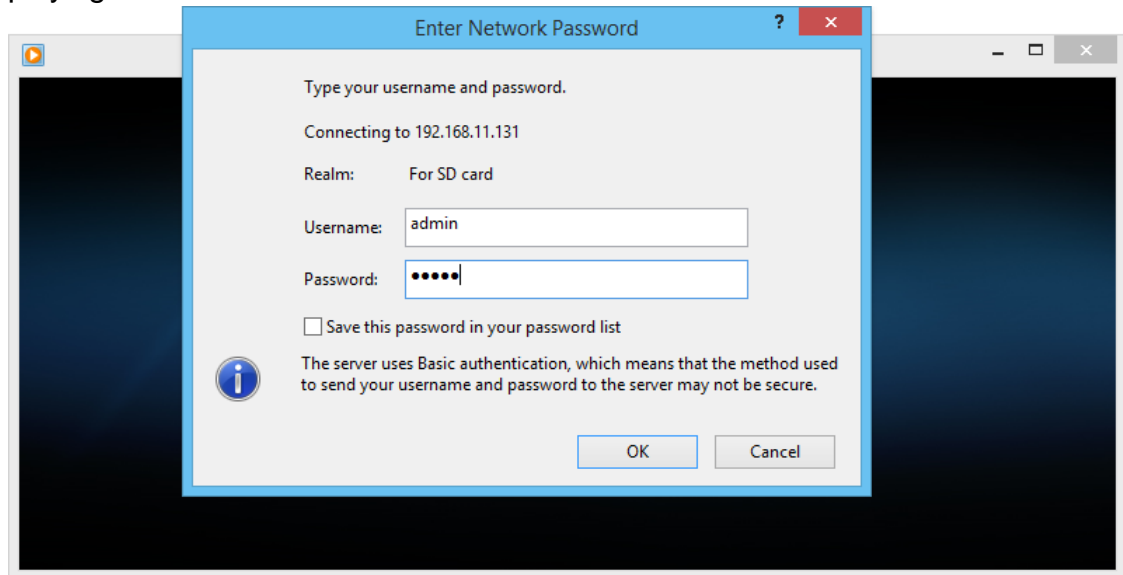 Enter Network Password
?
Type your username and password.
Connecting to 192.168.11.131
Realm: For SD card
Username: admin
Password: •••••
Save this password in your password list
The server uses Basic authentication, which means that the method used
to send your username and password to the server may not be secure.
OK Cancel